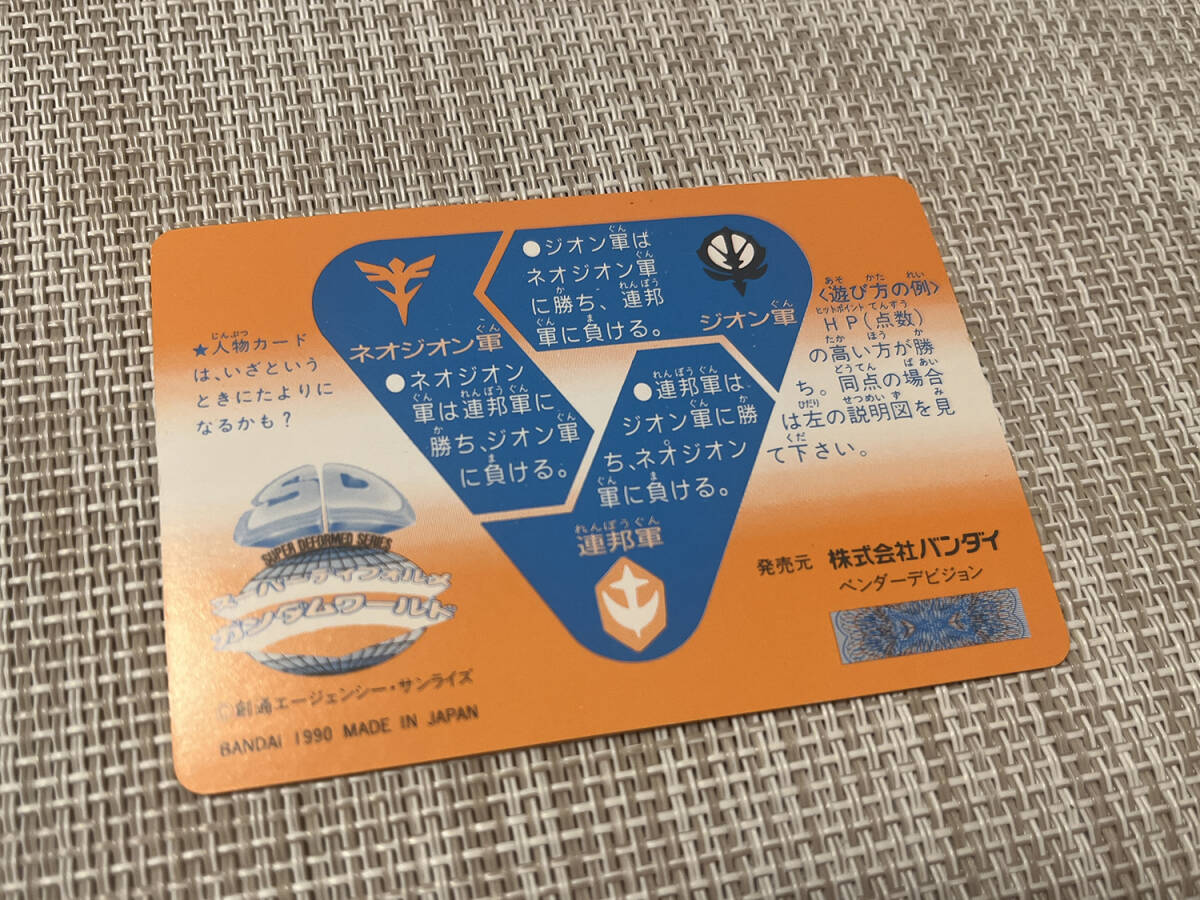 ★人物カード
は、いざという
ときにたよりに
なるかも?
ネオジオン軍
●ネオジオン
軍は連邦軍に
勝ち、ジオン軍
に負ける。
●ジオン軍は
ネオジオン軍
に勝ち、連邦
軍に負ける。
ジオン軍
●連邦軍は
ジオン軍に勝
ち、ネオジオン
軍に負ける。
連邦軍
〈遊び方の例〉
HP(点数)
の高い方が勝
ち。同点の場合
は左の説明図を見
て下さい。
SD
SUPER DEFORMED SERIES
スーパーディフォルメ
ガンダムワールド
©創通エージェンシー・サンライズ
BANDAI 1990 MADE IN JAPAN
発売元 株式会社バンダイ
ベンダーデビジョン